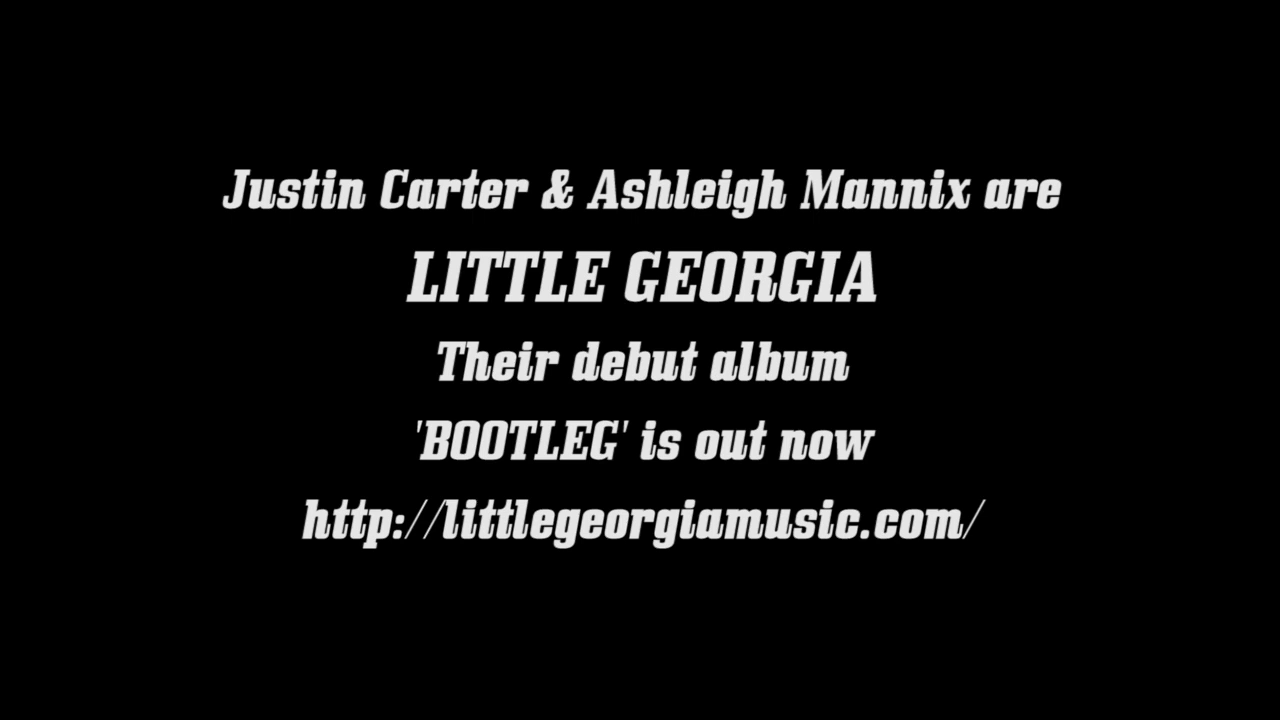 Justin Carter & Ashleigh Mannix are
LITTLE GEORGIA
Their debut album
'BOOTLEG' is out now
http://littlegeorgiamusic.com/